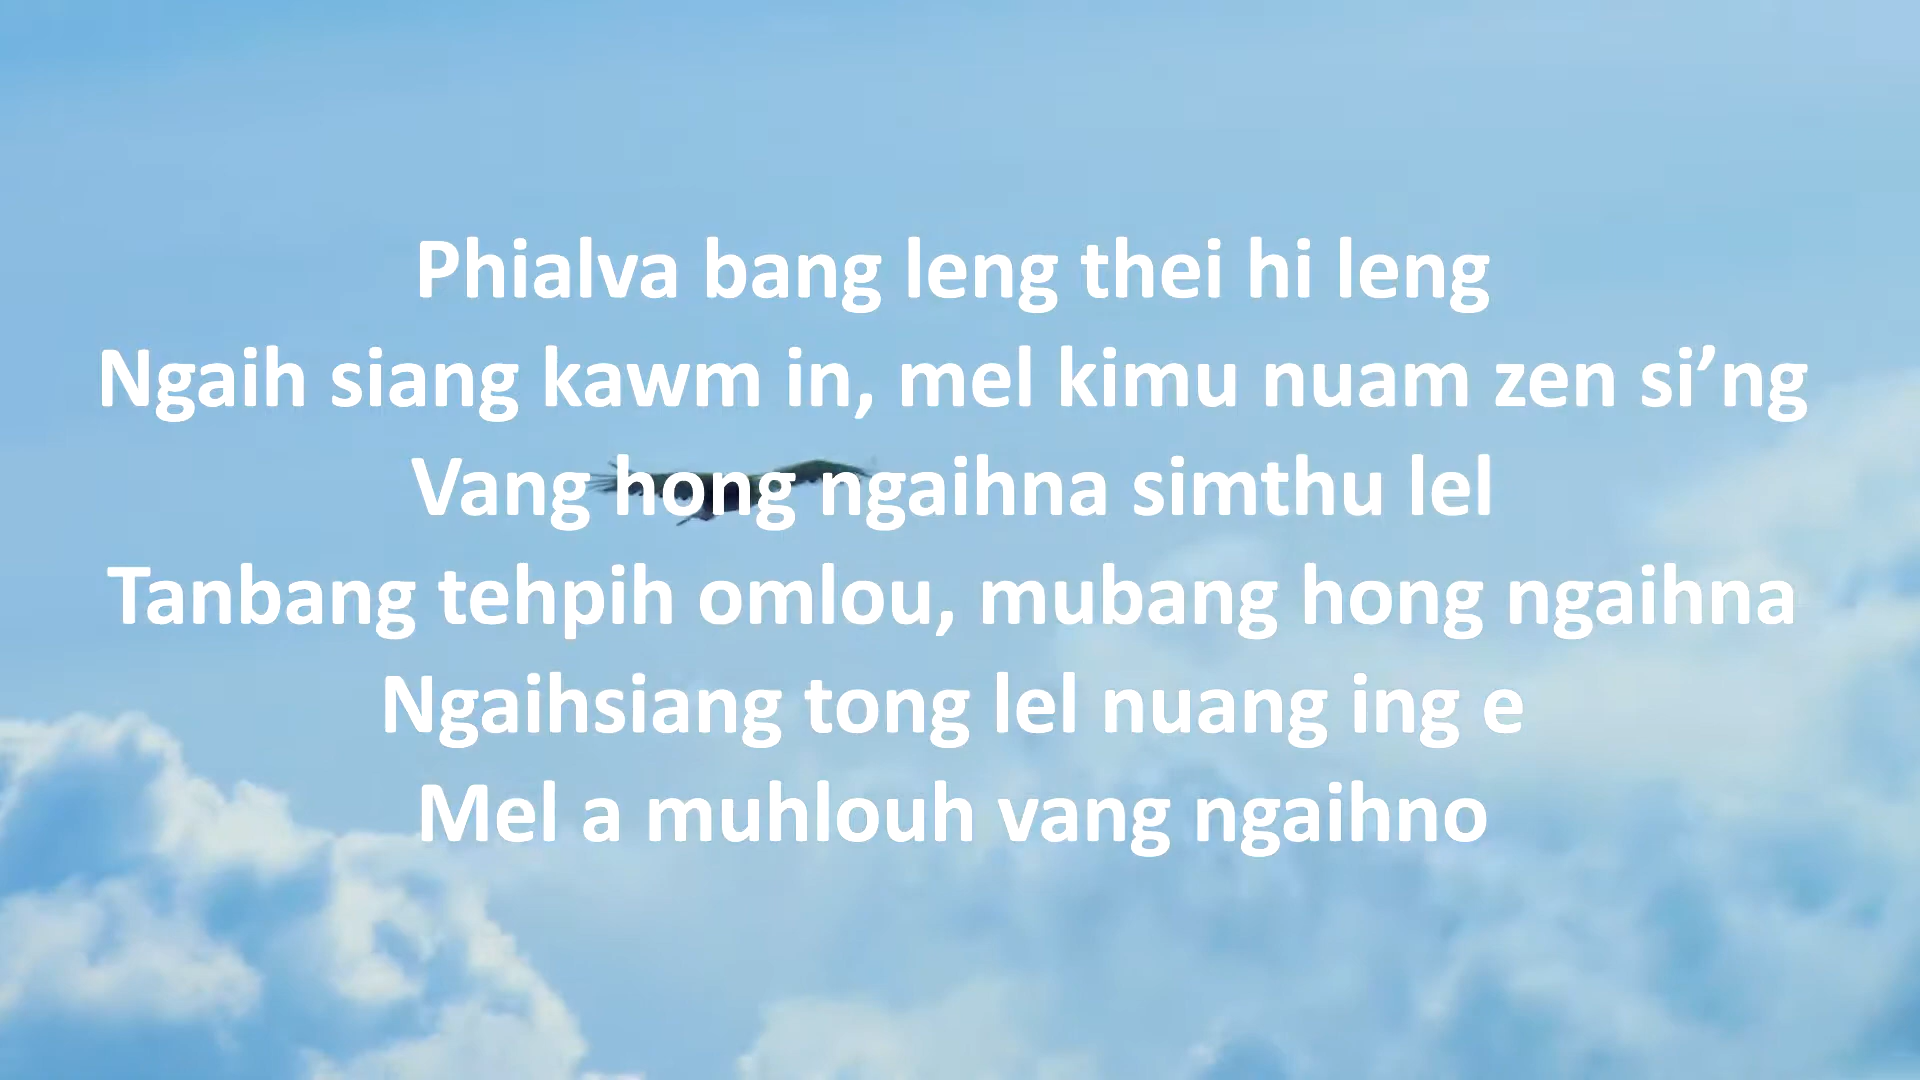 Phialva bang leng thei hi leng
Ngaih siang kawm in, mel kimu nuam zen si’ng
Vang hong ngaihna simthu lel
Tanbang tehpih omlou, mubang hong ngaihna
Ngaihsiang tong lel nuang ing e
Mel a muhlouh vang ngaihno